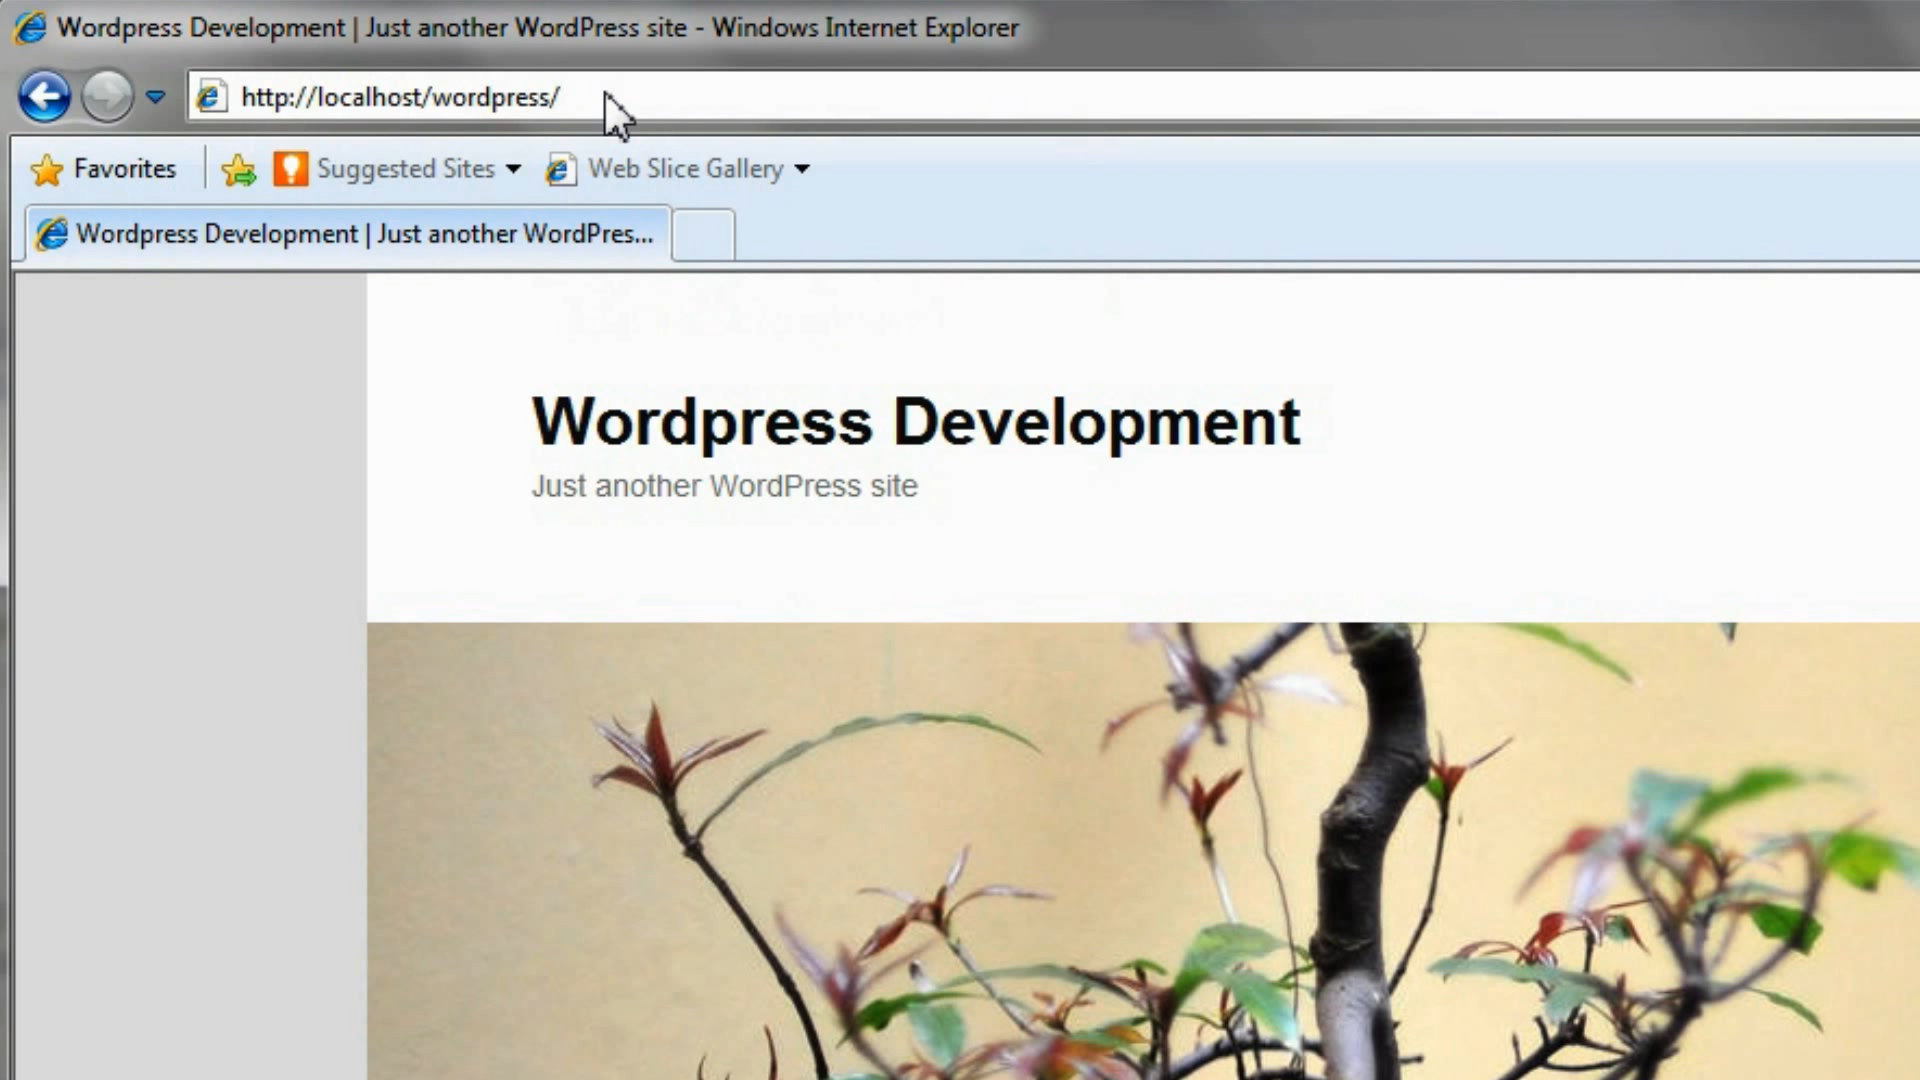 Wordpress Development | Just another WordPress site - Windows Internet Explorer
http://localhost/wordpress/
Favorites Suggested Sites Web Slice Gallery
Wordpress Development | Just another WordPres...
Wordpress Development
Just another WordPress site